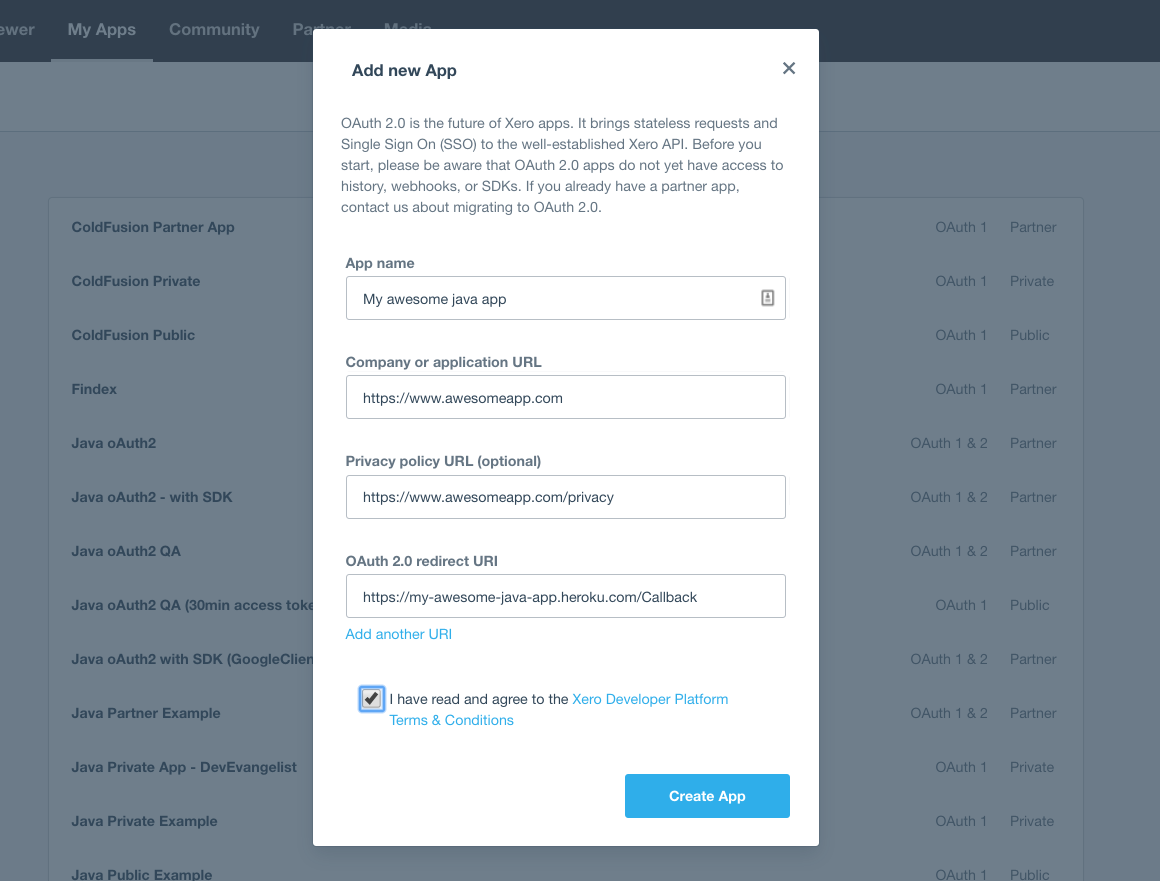 My Apps
Community
Add new App
OAuth 2.0 is the future of Xero apps. It brings stateless requests and
Single Sign On (SSO) to the well-established Xero API. Before you
start, please be aware that OAuth 2.0 apps do not yet have access to
history, webhooks, or SDKs. If you already have a partner app,
contact us about migrating to OAuth 2.0.
App name
My awesome java app
Company or application URL
https://www.awesomeapp.com
Privacy policy URL (optional)
https://www.awesomeapp.com/privacy
OAuth 2.0 redirect URI
https://my-awesome-java-app.heroku.com/Callback
Add another URI
I have read and agree to the Xero Developer Platform
Terms & Conditions
Create App
ColdFusion Partner App OAuth 1 Partner
ColdFusion Private OAuth 1 Private
ColdFusion Public OAuth 1 Public
Findex OAuth 1 Partner
Java oAuth2 OAuth 1 & 2 Partner
Java oAuth2 - with SDK OAuth 1 & 2 Partner
Java oAuth2 QA OAuth 1 & 2 Partner
Java oAuth2 QA (30min access toke OAuth 1 Public
Java oAuth2 with SDK (GoogleClien OAuth 1 & 2 Partner
Java Partner Example OAuth 1 & 2 Partner
Java Private App - DevEvangelist OAuth 1 Private
Java Private Example OAuth 1 Private
Java Public Example OAuth 1 Public